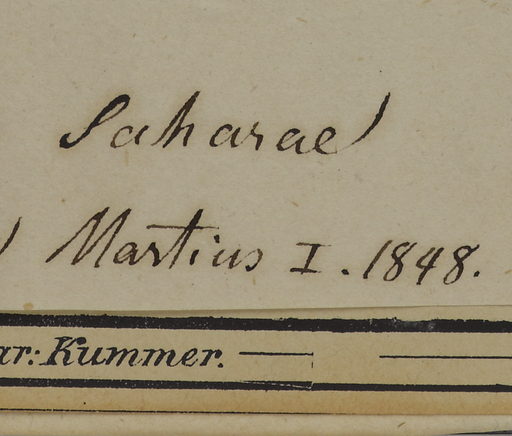 Saharae)
) Martius I. 1848.
ar: Kummer.